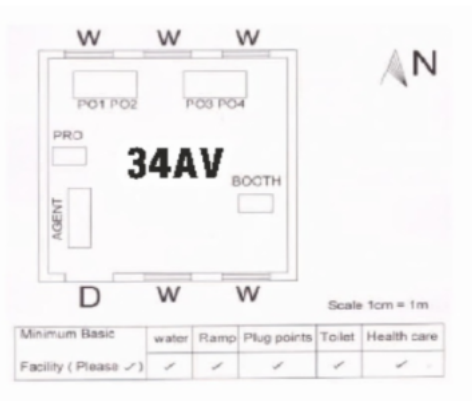 W W W
N
PO1 PO2 PO3 PO4
PRO
34AV
BOOTH
AGENT
D W W
Scale 1cm = 1m
Minimum Basic water Ramp Plug points Toilet Health care
Facility ( Please ✓ ) ✓ ✓ ✓ ✓ ✓